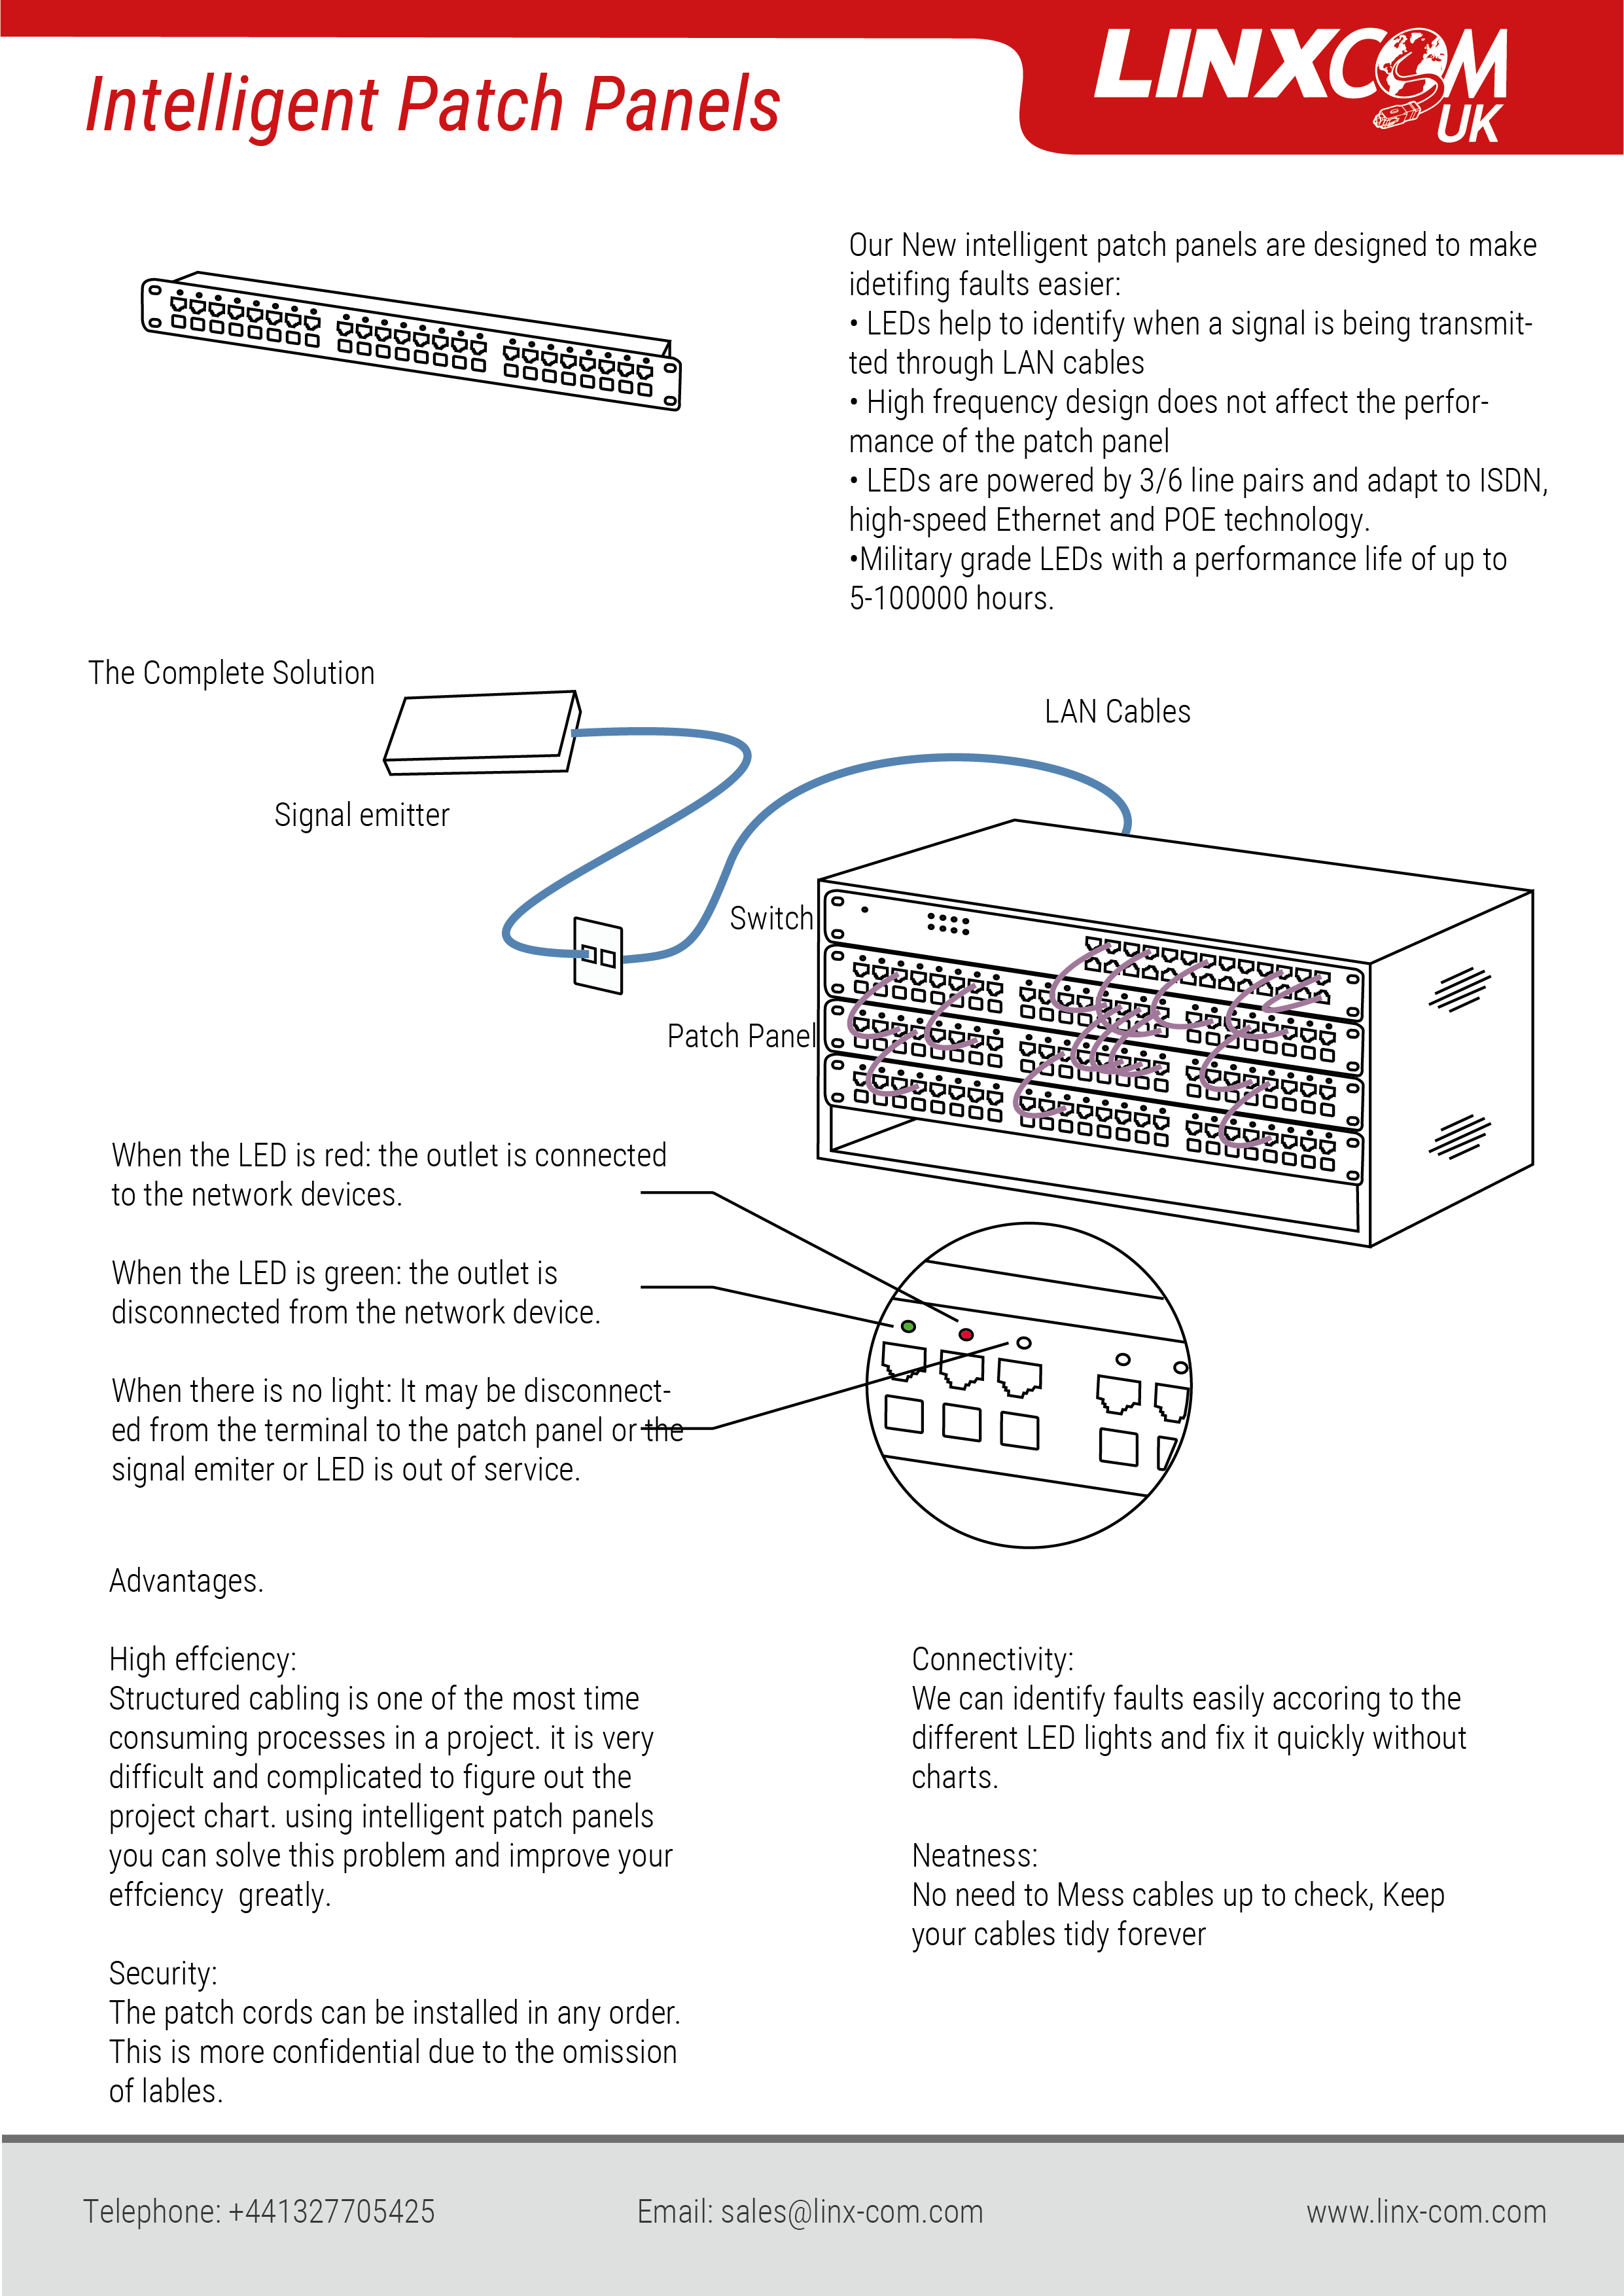 LINXCOM
UK
Intelligent Patch Panels
Our New intelligent patch panels are designed to make
idetifing faults easier:
• LEDs help to identify when a signal is being transmit-
ted through LAN cables
• High frequency design does not affect the perfor-
mance of the patch panel
• LEDs are powered by 3/6 line pairs and adapt to ISDN,
high-speed Ethernet and POE technology.
•Military grade LEDs with a performance life of up to
5-100000 hours.
The Complete Solution
LAN Cables
Signal emitter
Switch
Patch Panel
When the LED is red: the outlet is connected
to the network devices.
When the LED is green: the outlet is
disconnected from the network device.
When there is no light: It may be disconnect-
ed from the terminal to the patch panel or the
signal emiter or LED is out of service.
Advantages.
High effciency:
Structured cabling is one of the most time
consuming processes in a project. it is very
difficult and complicated to figure out the
project chart. using intelligent patch panels
you can solve this problem and improve your
effciency  greatly.
Security:
The patch cords can be installed in any order.
This is more confidential due to the omission
of lables.
Connectivity:
We can identify faults easily accoring to the
different LED lights and fix it quickly without
charts.
Neatness:
No need to Mess cables up to check, Keep
your cables tidy forever
Telephone: +441327705425
Email: sales@linx-com.com
www.linx-com.com